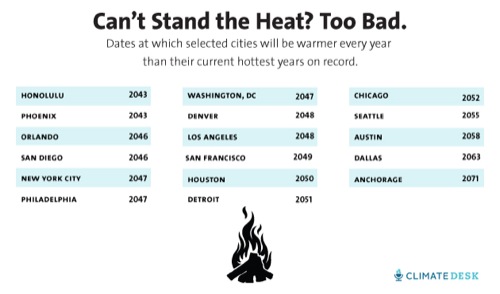 Can't Stand the Heat? Too Bad.
Dates at which selected cities will be warmer every year
than their current hottest years on record.
HONOLULU 2043
PHOENIX 2043
ORLANDO 2046
SAN DIEGO 2046
NEW YORK CITY 2047
PHILADELPHIA 2047
WASHINGTON, DC 2047
DENVER 2048
LOS ANGELES 2048
SAN FRANCISCO 2049
HOUSTON 2050
DETROIT 2051
CHICAGO 2052
SEATTLE 2055
AUSTIN 2058
DALLAS 2063
ANCHORAGE 2071
CLIMATE DESK